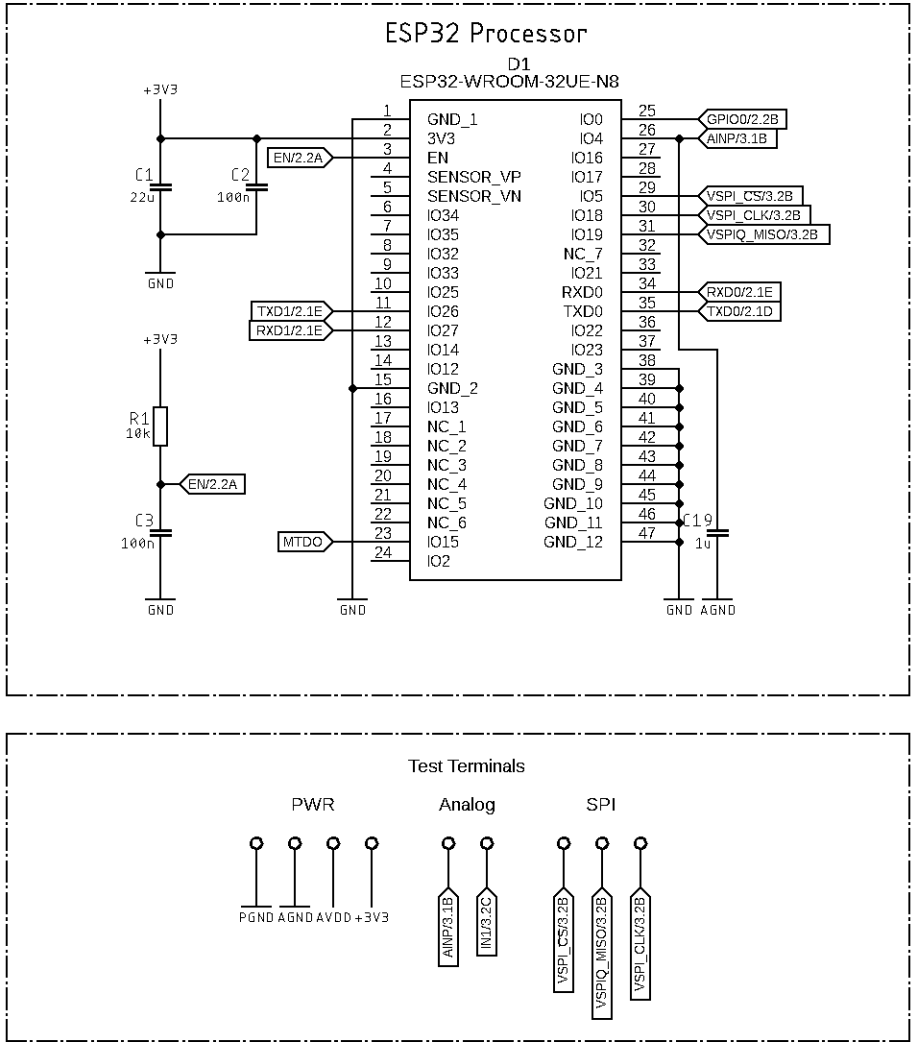 ESP32 Processor
D1
ESP32-WROOM-32UE-N8
+3V3
C1
22u
C2
100n
GND
+3V3
R1
10k
EN/2.2A
C3
100n
GND
EN/2.2A
TXD1/2.1E
RXD1/2.1E
MTDO
GND
1 GND_1
2 3V3
3 EN
4 SENSOR_VP
5 SENSOR_VN
6 IO34
7 IO35
8 IO32
9 IO33
10 IO25
11 IO26
12 IO27
13 IO14
14 IO12
15 GND_2
16 IO13
17 NC_1
18 NC_2
19 NC_3
20 NC_4
21 NC_5
22 NC_6
23 IO15
24 IO2
IO0 25 GPIO0/2.2B
IO4 26 AINP/3.1B
IO16 27
IO17 28
IO5 29 VSPI_CS/3.2B
IO18 30 VSPI_CLK/3.2B
IO19 31 VSPIQ_MISO/3.2B
NC_7 32
IO21 33
RXD0 34 RXD0/2.1E
TXD0 35 TXD0/2.1D
IO22 36
IO23 37
GND_3 38
GND_4 39
GND_5 40
GND_6 41
GND_7 42
GND_8 43
GND_9 44
GND_10 45
GND_11 46
GND_12 47
C19
1u
GND AGND
Test Terminals
PWR
Analog
SPI
PGND AGND AVDD +3V3
AINP/3.1B
IN1/3.2C
VSPI_CS/3.2B
VSPIQ_MISO/3.2B
VSPI_CLK/3.2B